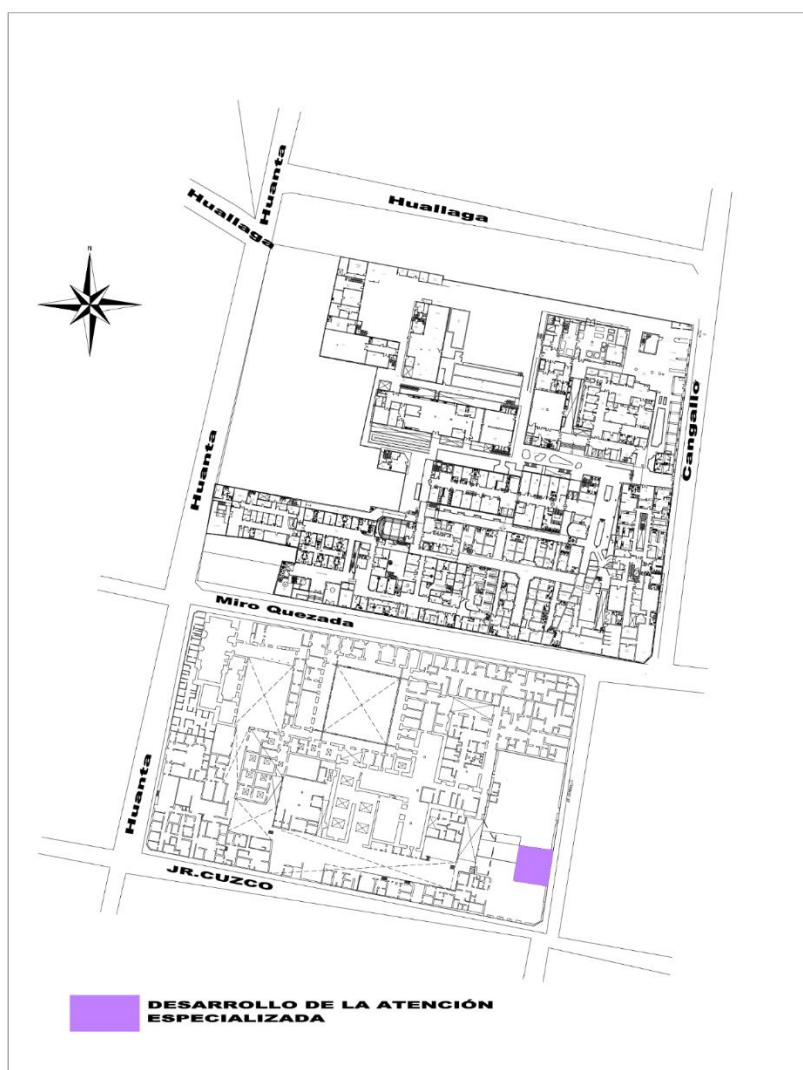 Huanta
Huallaga
Huallaga
N
Huanta
Cangallo
Miro Quezada
Huanta
JR.CUZCO
DESARROLLO DE LA ATENCIÓN
ESPECIALIZADA